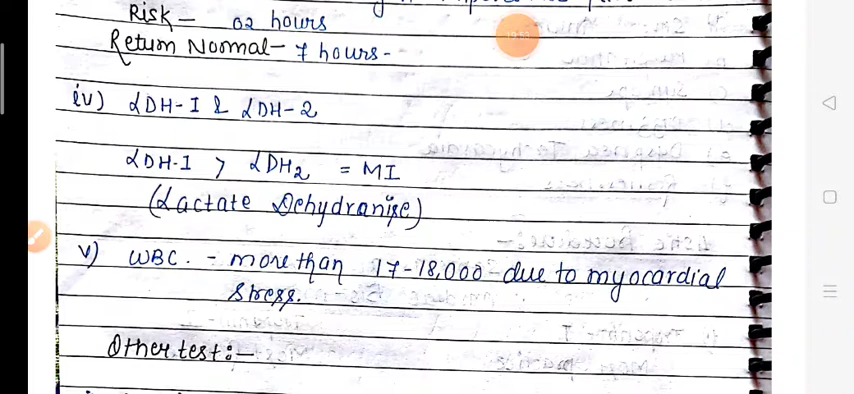 Risk - 02 hours
Return Normal - 7 hours -
iv) LDH-I & LDH-2
LDH-I > LDH2 = MI
(Lactate Dehydranise)
v) WBC. - more than 17-18,000 - due to myocardial
stress.
Other test:-